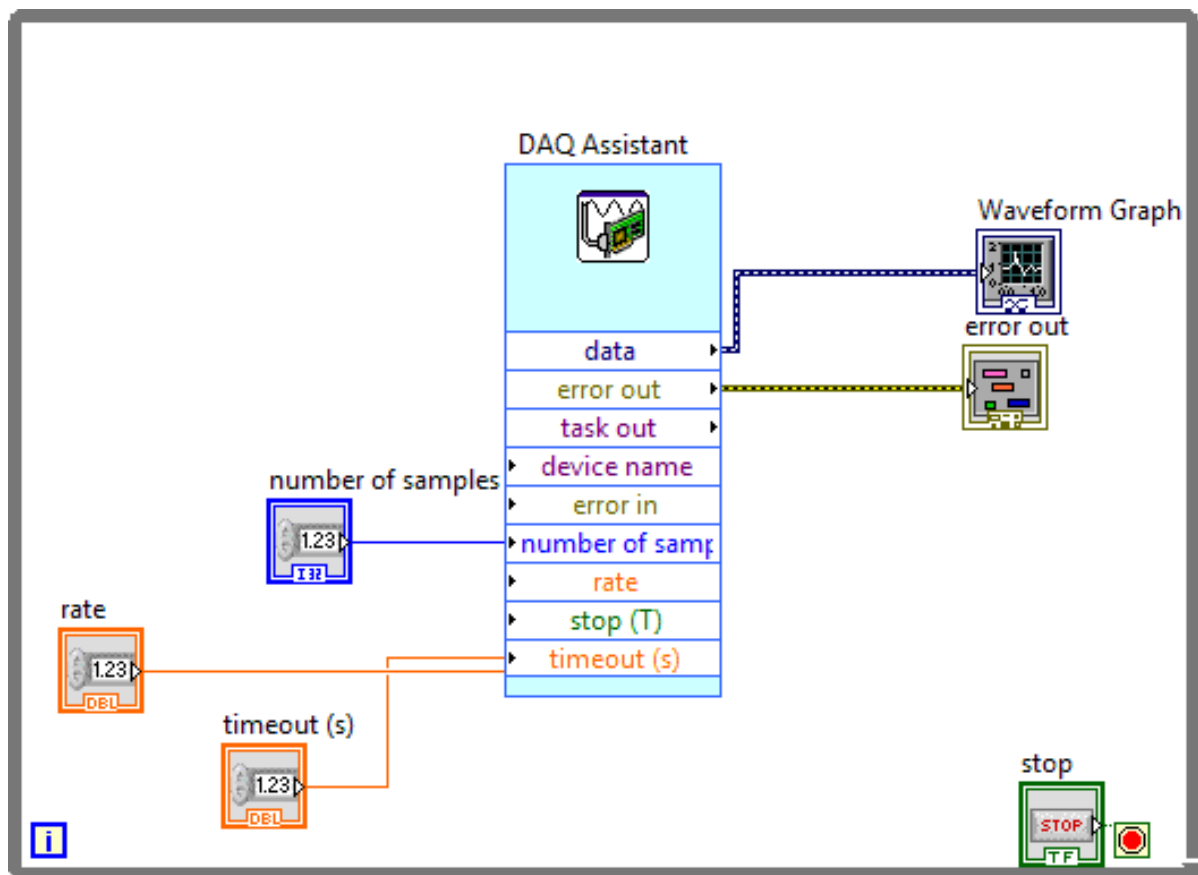 DAQ Assistant
Waveform Graph
data
error out
error out
task out
device name
number of samples
error in
1.23
I32
number of samp
rate
rate
stop (T)
1.23
DBL
timeout (s)
timeout (s)
1.23
DBL
stop
STOP
TF
i